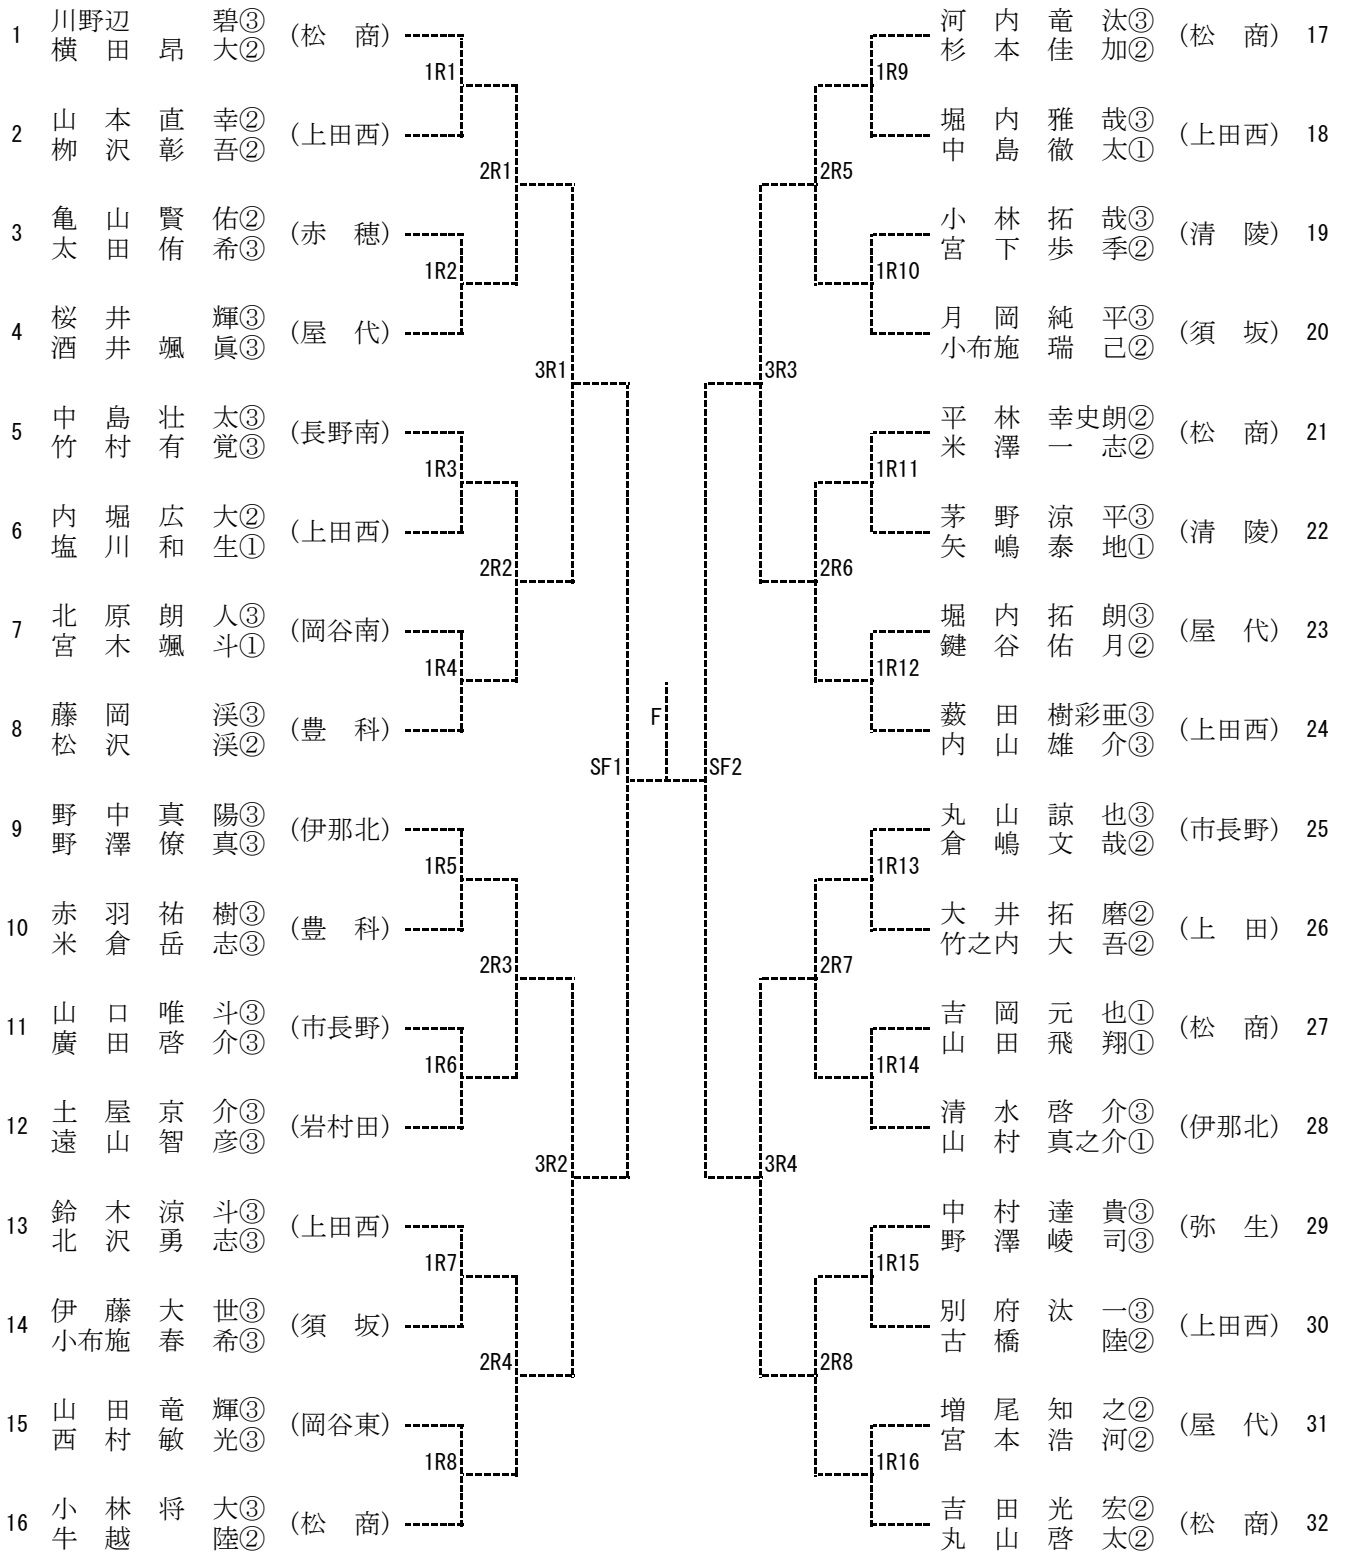 1 川野辺 碧③ (松 商)
横田昂大②
1R1
2 山本直幸② (上田西)
栁沢彰吾②
2R1
3 亀山賢佑② (赤 穂)
太田侑希③
1R2
4 桜井 輝③ (屋 代)
酒井颯眞③
3R1
5 中島壮太③ (長野南)
竹村有覚③
1R3
6 内堀広大② (上田西)
塩川和生①
2R2
7 北原朗人③ (岡谷南)
宮木颯斗①
1R4
8 藤岡 渓③ (豊 科)
松沢 渓②
SF1
9 野中真陽③ (伊那北)
野澤僚真③
1R5
10 赤羽祐樹③ (豊 科)
米倉岳志③
2R3
11 山口唯斗③ (市長野)
廣田啓介③
1R6
12 土屋京介③ (岩村田)
遠山智彦③
3R2
13 鈴木涼斗③ (上田西)
北沢勇志③
1R7
14 伊藤大世③ (須 坂)
小布施春希③
2R4
15 山田竜輝③ (岡谷東)
西村敏光③
1R8
16 小林将大③ (松 商)
牛越 陸②
F
河内竜汰③ (松 商) 17
杉本佳加②
1R9
堀内雅哉③ (上田西) 18
中島徹太①
2R5
小林拓哉③ (清 陵) 19
宮下歩季②
1R10
月岡純平③ (須 坂) 20
小布施瑞己②
3R3
平林幸史朗② (松 商) 21
米澤一志②
1R11
茅野涼平③ (清 陵) 22
矢嶋泰地①
2R6
堀内拓朗③ (屋 代) 23
鍵谷佑月②
1R12
薮田樹彩亜③ (上田西) 24
内山雄介③
SF2
丸山諒也③ (市長野) 25
倉嶋文哉②
1R13
大井拓磨② (上 田) 26
竹之内大吾②
2R7
吉岡元也① (松 商) 27
山田飛翔①
1R14
清水啓介③ (伊那北) 28
山村真之介①
3R4
中村達貴③ (弥 生) 29
野澤崚司③
1R15
別府汰一③ (上田西) 30
古橋 陸②
2R8
増尾知之② (屋 代) 31
宮本浩河②
1R16
吉田光宏② (松 商) 32
丸山啓太②